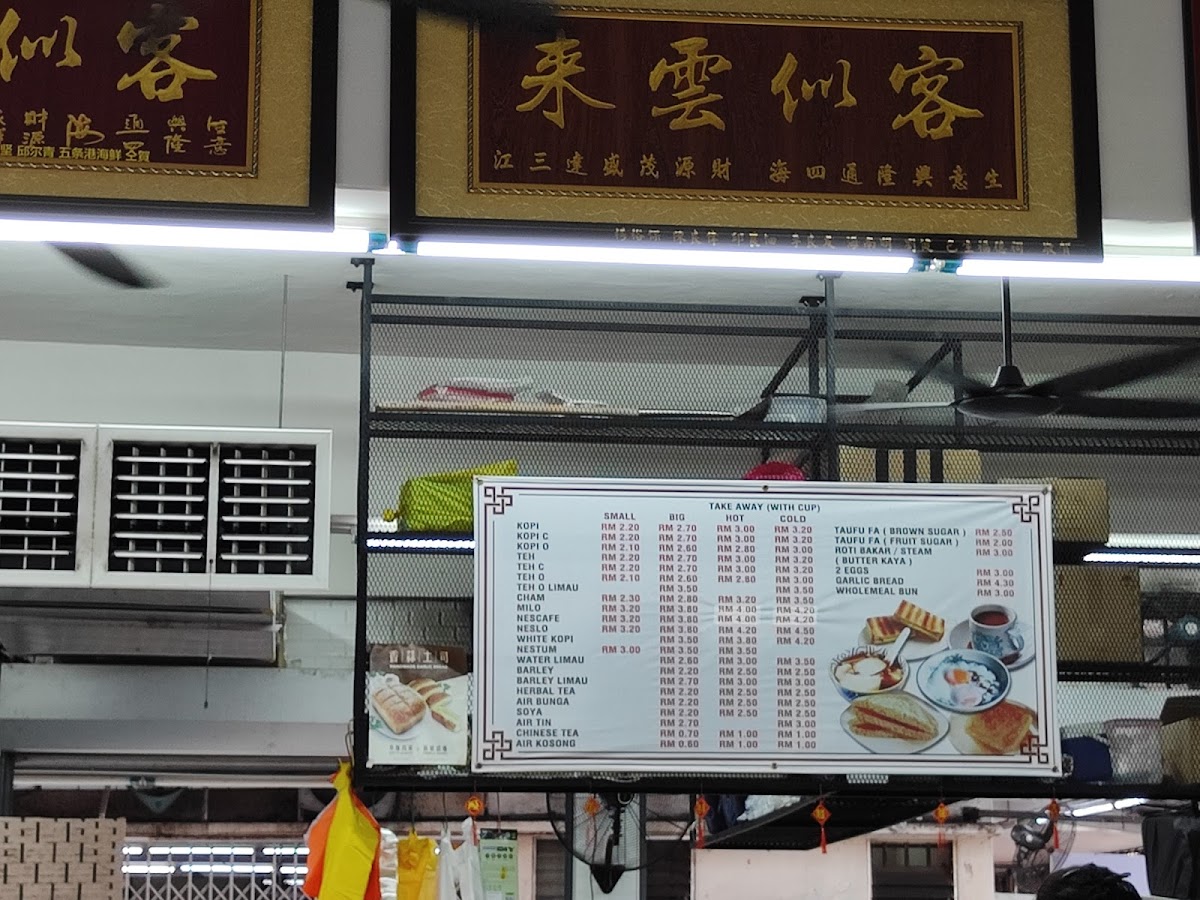 客似
客似雲来
生意興隆通四海 財源茂盛達三江
邱尔青 五条港海鲜 贺
TAKE AWAY (WITH CUP)
SMALL BIG HOT COLD
KOPI RM 2.20 RM 2.70 RM 3.00 RM 3.20
KOPI C RM 2.20 RM 2.70 RM 3.00 RM 3.20
KOPI O RM 2.10 RM 2.60 RM 2.80 RM 3.00
TEH RM 2.20 RM 2.70 RM 3.00 RM 3.20
TEH C RM 2.20 RM 2.70 RM 3.00 RM 3.20
TEH O RM 2.10 RM 2.60 RM 2.80 RM 3.00
TEH O LIMAU RM 3.50 RM 3.50
CHAM RM 2.30 RM 2.80 RM 3.20 RM 3.50
MILO RM 3.20 RM 3.80 RM 4.00 RM 4.20
NESCAFE RM 3.20 RM 3.80 RM 4.00 RM 4.20
NESLO RM 3.20 RM 3.80 RM 4.20 RM 4.50
WHITE KOPI RM 3.50 RM 3.80 RM 4.20
NESTUM RM 3.00 RM 3.50 RM 3.50
WATER LIMAU RM 2.80 RM 3.50
BARLEY RM 2.20 RM 2.50 RM 2.50
BARLEY LIMAU RM 2.70 RM 3.00 RM 3.00
HERBAL TEA RM 2.20 RM 2.50 RM 2.50
AIR BUNGA RM 2.20 RM 2.50 RM 2.50
SOYA RM 2.20 RM 2.50 RM 2.50
AIR TIN RM 2.70 RM 3.00
CHINESE TEA RM 0.70 RM 1.00 RM 1.00
AIR KOSONG RM 0.60 RM 1.00 RM 1.00
TAUFU FA ( BROWN SUGAR ) RM 2.50
TAUFU FA ( FRUIT SUGAR ) RM 2.00
ROTI BAKAR / STEAM RM 3.00
( BUTTER KAYA )
2 EGGS RM 3.00
GARLIC BREAD RM 4.30
WHOLEMEAL BUN RM 3.00
香蒜土司